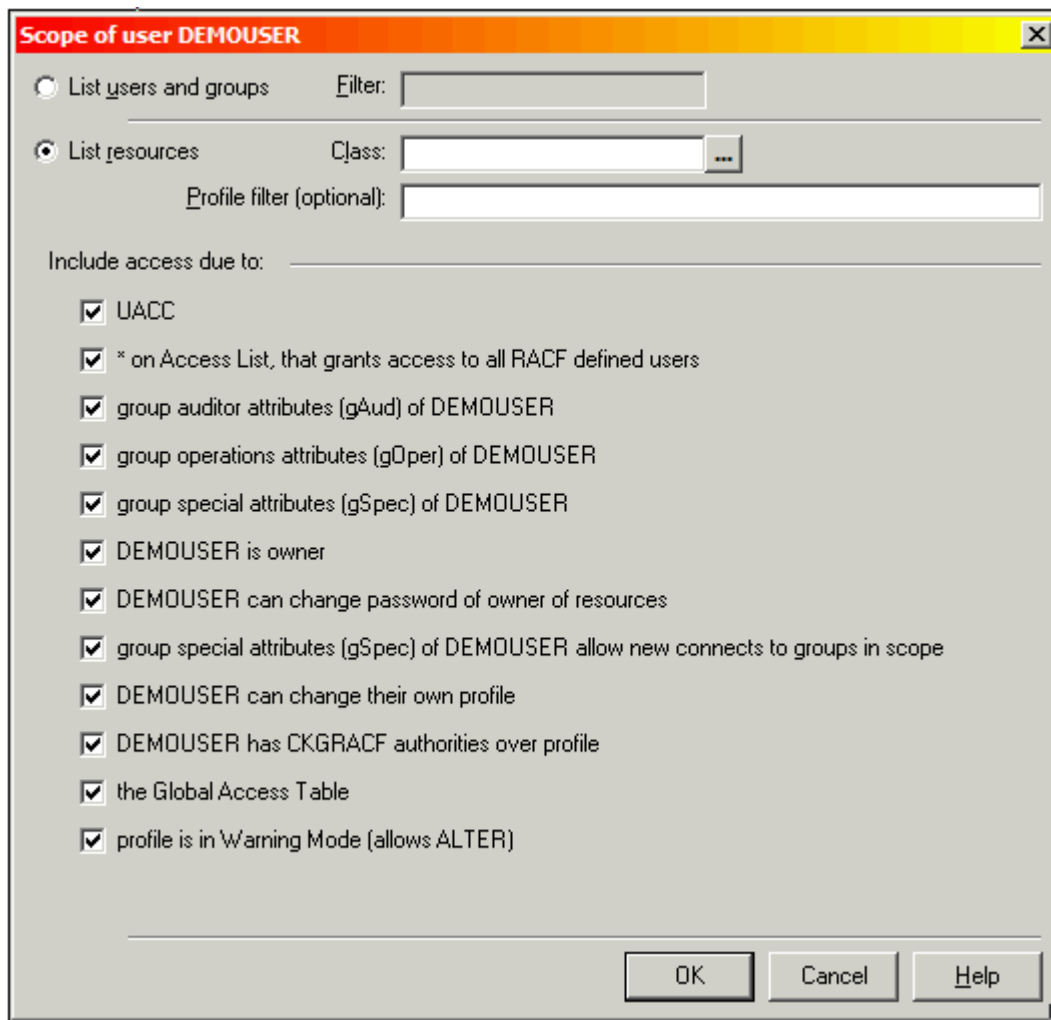 Scope of user DEMOUSER
List users and groups Filter:
List resources Class: ...
Profile filter (optional):
Include access due to:
UACC
* on Access List, that grants access to all RACF defined users
group auditor attributes (gAud) of DEMOUSER
group operations attributes (gOper) of DEMOUSER
group special attributes (gSpec) of DEMOUSER
DEMOUSER is owner
DEMOUSER can change password of owner of resources
group special attributes (gSpec) of DEMOUSER allow new connects to groups in scope
DEMOUSER can change their own profile
DEMOUSER has CKGRACF authorities over profile
the Global Access Table
profile is in Warning Mode (allows ALTER)
OK Cancel Help